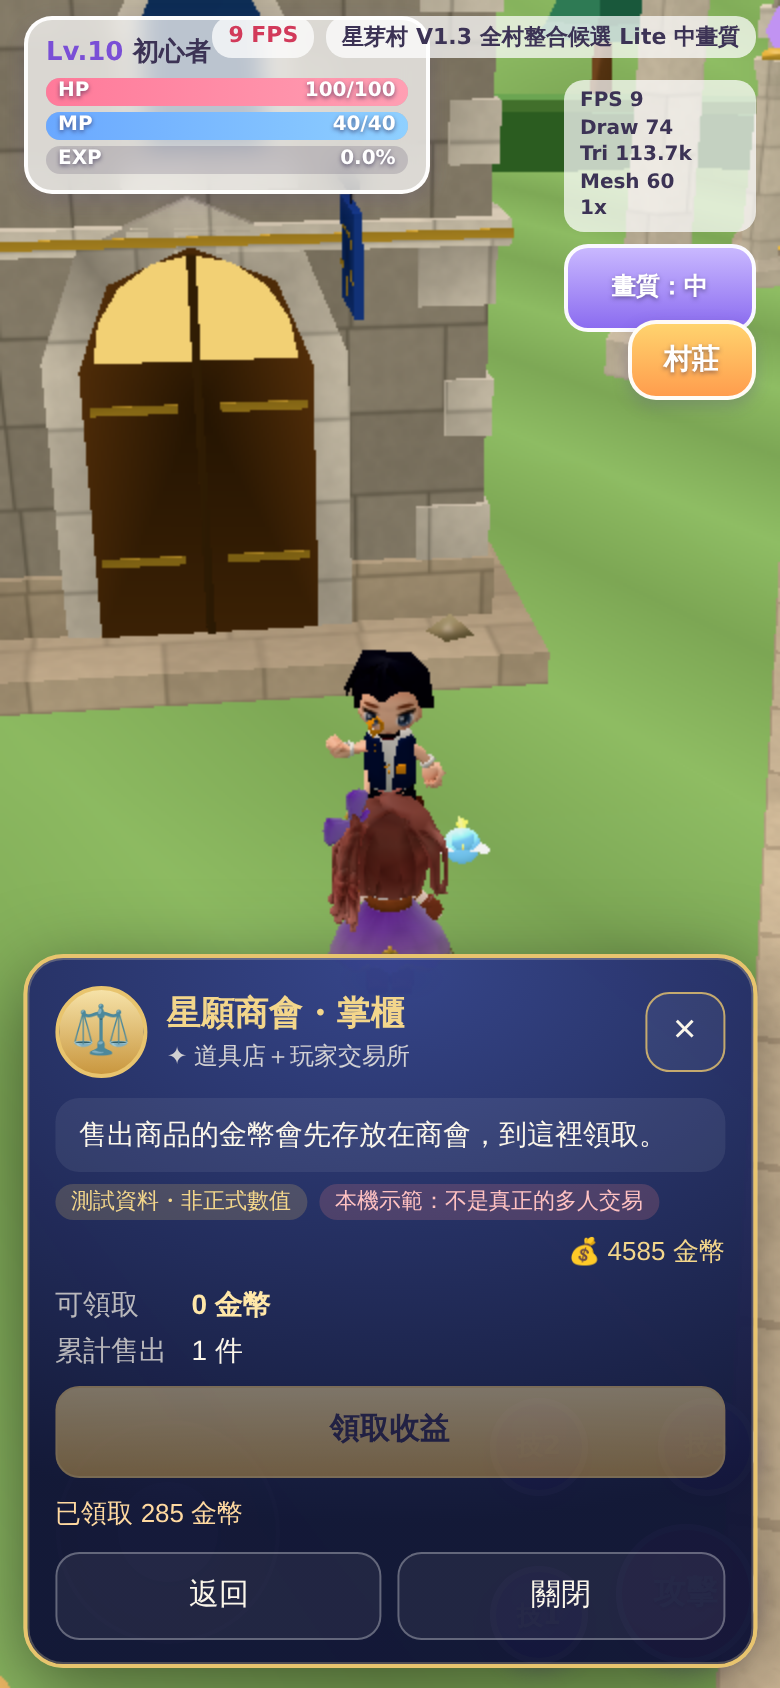 Lv.10 初心者
9 FPS
星芽村 V1.3 全村整合候選 Lite 中畫質
HP 100/100
MP 40/40
EXP 0.0%
FPS 9
Draw 74
Tri 113.7k
Mesh 60
1x
畫質：中
村莊
星願商會・掌櫃
✦ 道具店＋玩家交易所
×
售出商品的金幣會先存放在商會，到這裡領取。
測試資料・非正式數值
本機示範：不是真正的多人交易
💰 4585 金幣
可領取 0 金幣
累計售出 1 件
領取收益
已領取 285 金幣
返回
關閉